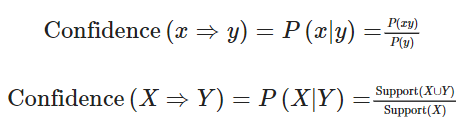 Confidence (x ⇒ y) = P (x|y) = P(xy)/P(y)
Confidence (X ⇒ Y) = P (X|Y) = Support(X∪Y)/Support(X)